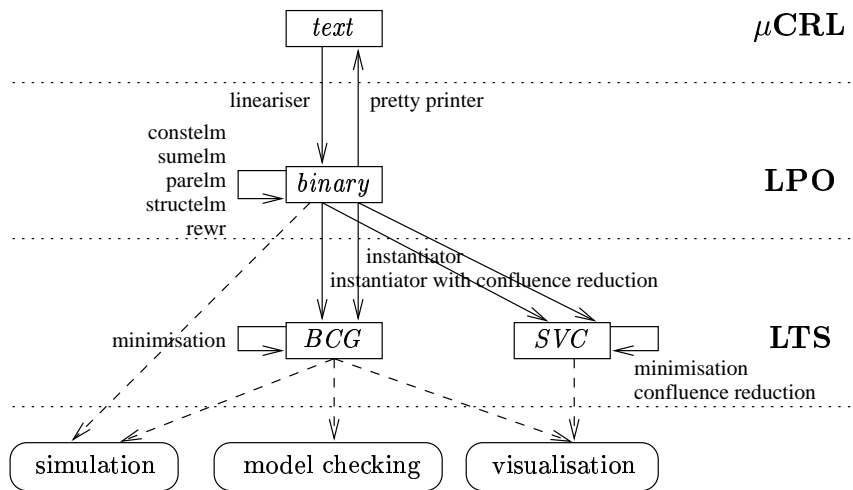 text
μCRL
lineariser
pretty printer
constelm
sumelm
parelm
structelm
rewr
binary
LPO
instantiator
instantiator with confluence reduction
minimisation
BCG
SVC
LTS
minimisation
confluence reduction
simulation
model checking
visualisation